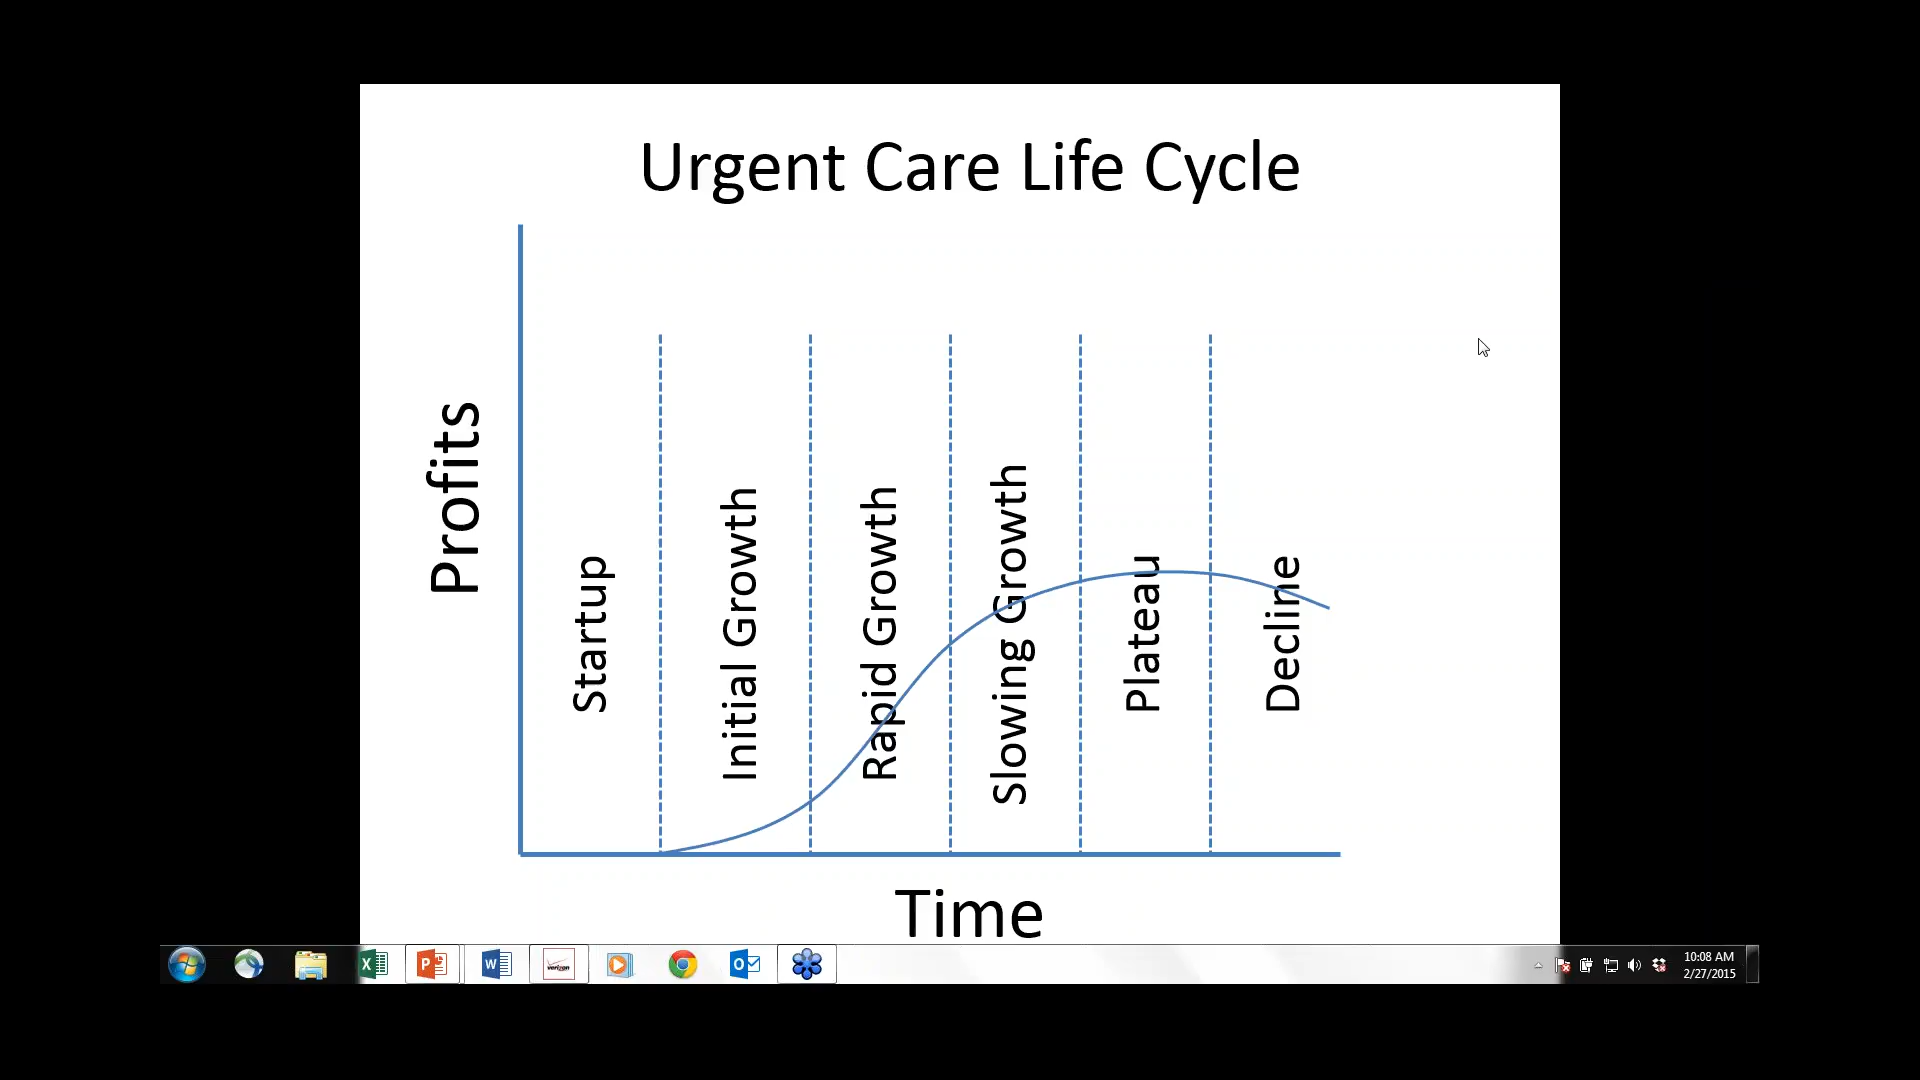 Urgent Care Life Cycle
Profits
Startup
Initial Growth
Rapid Growth
Slowing Growth
Plateau
Decline
Time
verizon
10:08 AM
2/27/2015